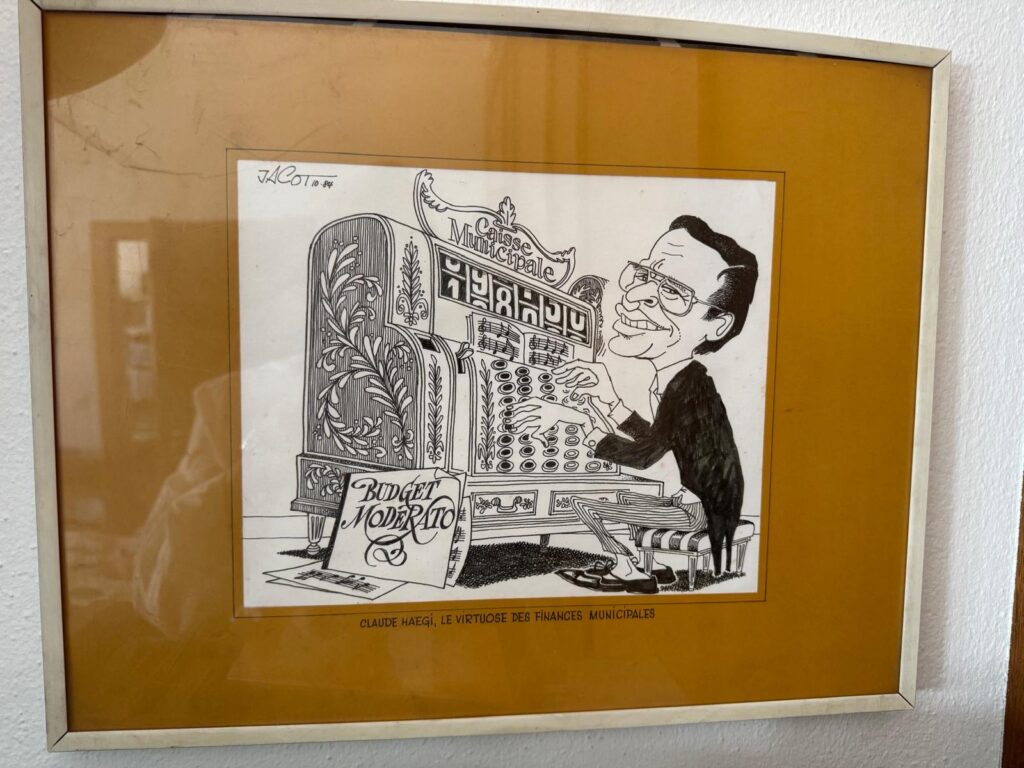 JACOT 10-84
Caisse
Municipale
BUDGET
MODERATO
CLAUDE HAEGI, LE VIRTUOSE DES FINANCES MUNICIPALES